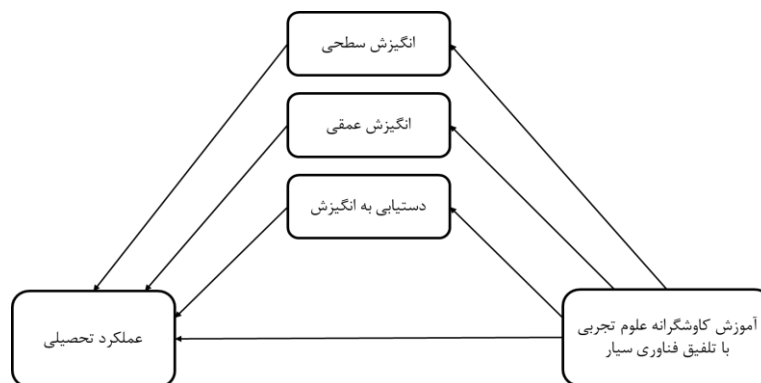 انگیزش سطحی
انگیزش عمقی
دستیابی به انگیزش
آموزش کاوشگرانه علوم تجربی
با تلفیق فناوری سیار
عملکرد تحصیلی